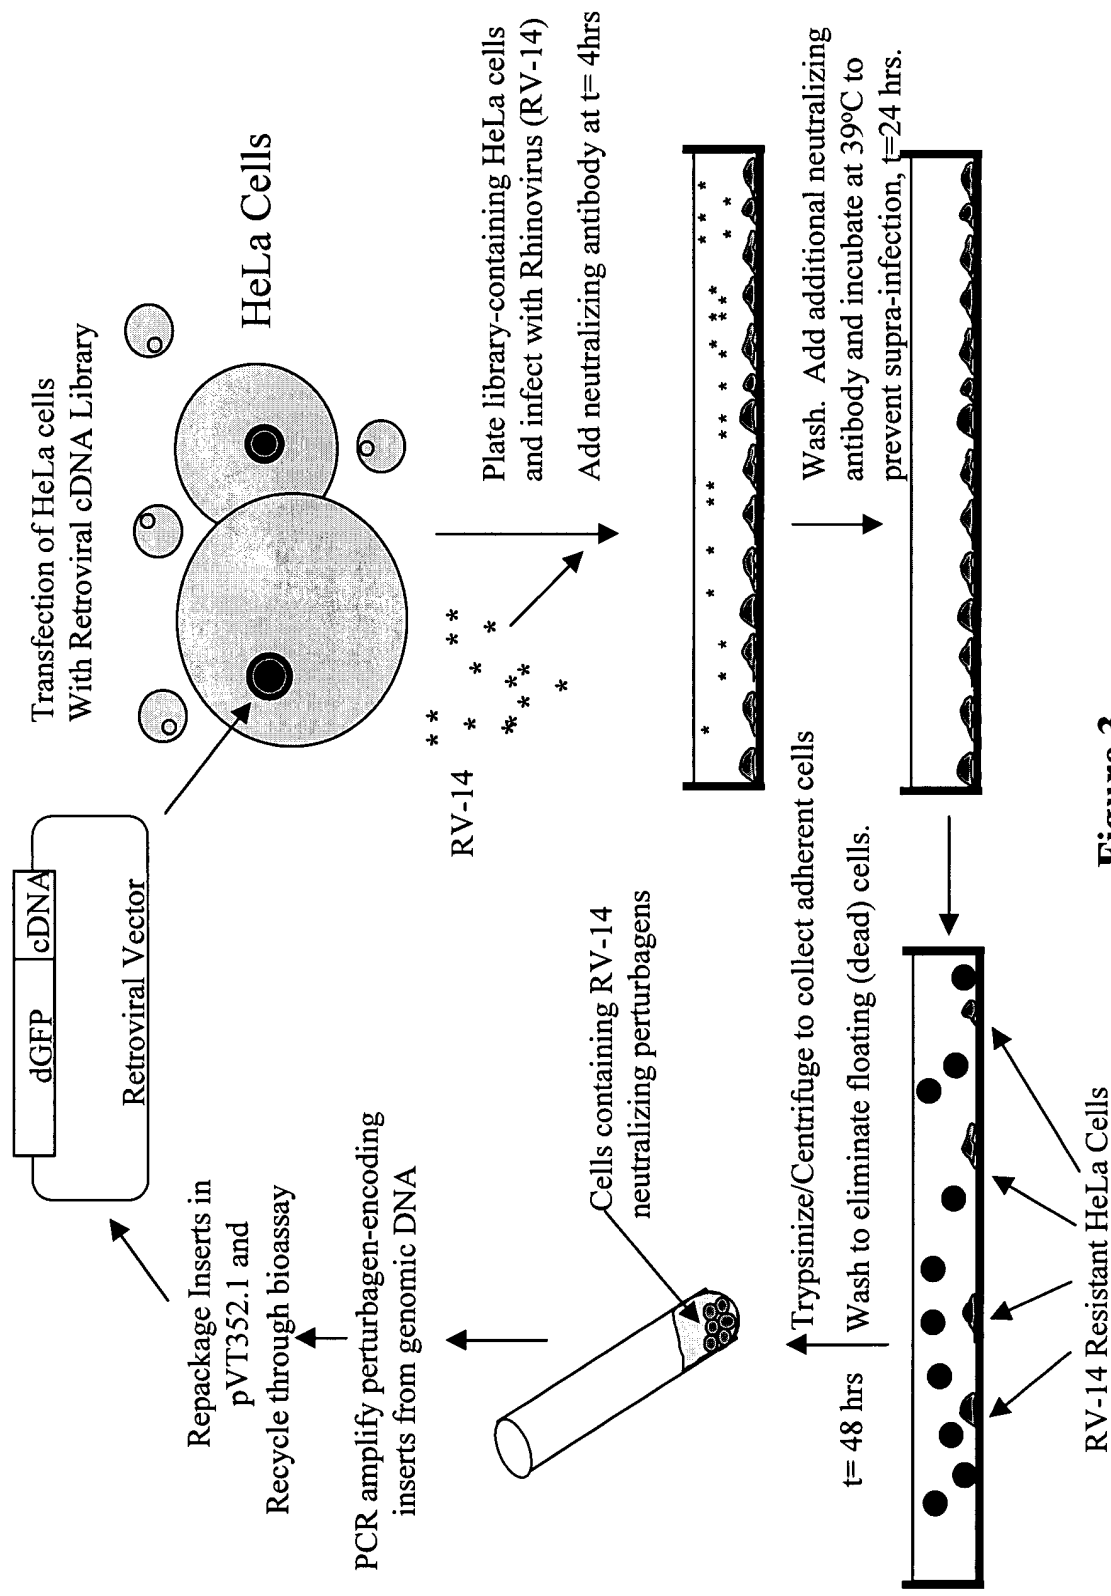 Transfection of HeLa cells
With Retroviral cDNA Library
dGFP
cDNA
Retroviral Vector
HeLa Cells
RV-14
Plate library-containing HeLa cells
and infect with Rhinovirus (RV-14)
Add neutralizing antibody at t= 4hrs
Wash. Add additional neutralizing
antibody and incubate at 39ºC to
prevent supra-infection, t=24 hrs.
RV-14 Resistant HeLa Cells
t= 48 hrs
Trypsinize/Centrifuge to collect adherent cells
Wash to eliminate floating (dead) cells.
Cells containing RV-14
neutralizing perturbagens
PCR amplify perturbagen-encoding
inserts from genomic DNA
Repackage Inserts in
pVT352.1 and
Recycle through bioassay
Figure